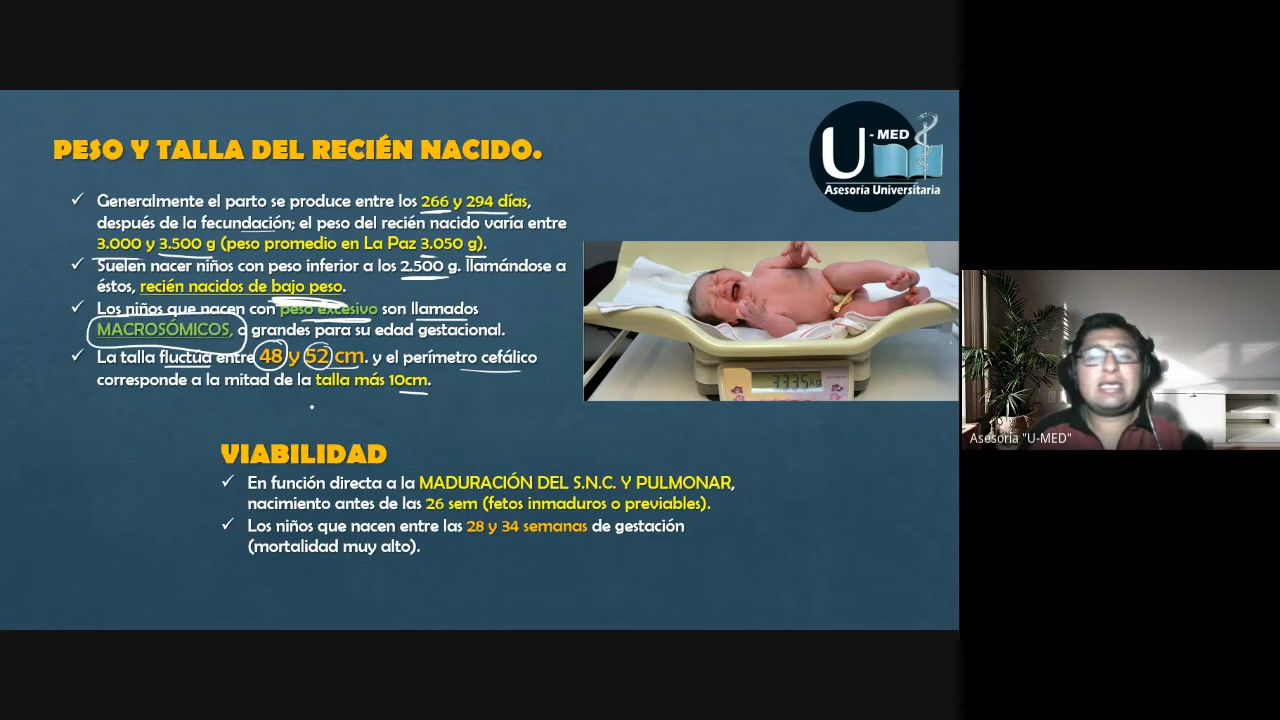 PESO Y TALLA DEL RECIÉN NACIDO.
U - MED
Asesoría Universitaria
✓ Generalmente el parto se produce entre los 266 y 294 días,
después de la fecundación; el peso del recién nacido varía entre
3.000 y 3.500 g (peso promedio en La Paz 3.050 g).
✓ Suelen nacer niños con peso inferior a los 2.500 g. llamándose a
éstos, recién nacidos de bajo peso.
✓ Los niños que nacen con peso excesivo son llamados
MACROSÓMICOS, o grandes para su edad gestacional.
✓ La talla fluctúa entre 48 y 52 cm. y el perímetro cefálico
corresponde a la mitad de la talla más 10cm.
3.335kg
VIABILIDAD
✓ En función directa a la MADURACIÓN DEL S.N.C. Y PULMONAR,
nacimiento antes de las 26 sem (fetos inmaduros o previables).
✓ Los niños que nacen entre las 28 y 34 semanas de gestación
(mortalidad muy alto).
Asesoría "U-MED"